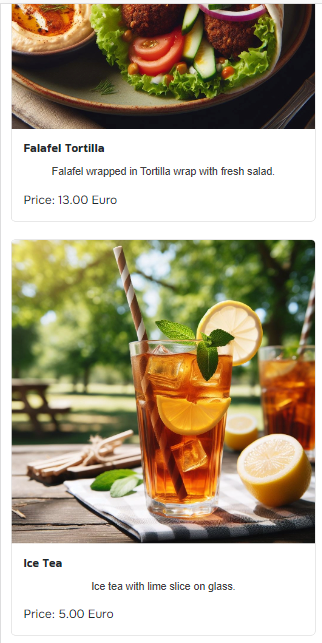 Falafel Tortilla
Falafel wrapped in Tortilla wrap with fresh salad.
Price: 13.00 Euro
Ice Tea
Ice tea with lime slice on glass.
Price: 5.00 Euro